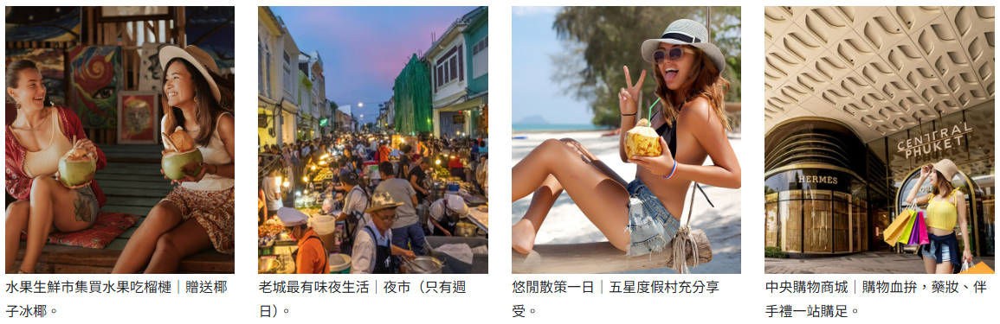 CENTRAL
PHUKET
HERMES
水果生鮮市集買水果吃榴槤｜贈送椰
子冰椰。
老城最有味夜生活｜夜市（只有週
日）。
悠閒散策一日｜五星度假村充分享
受。
中央購物商城｜購物血拚，藥妝、伴
手禮一站購足。